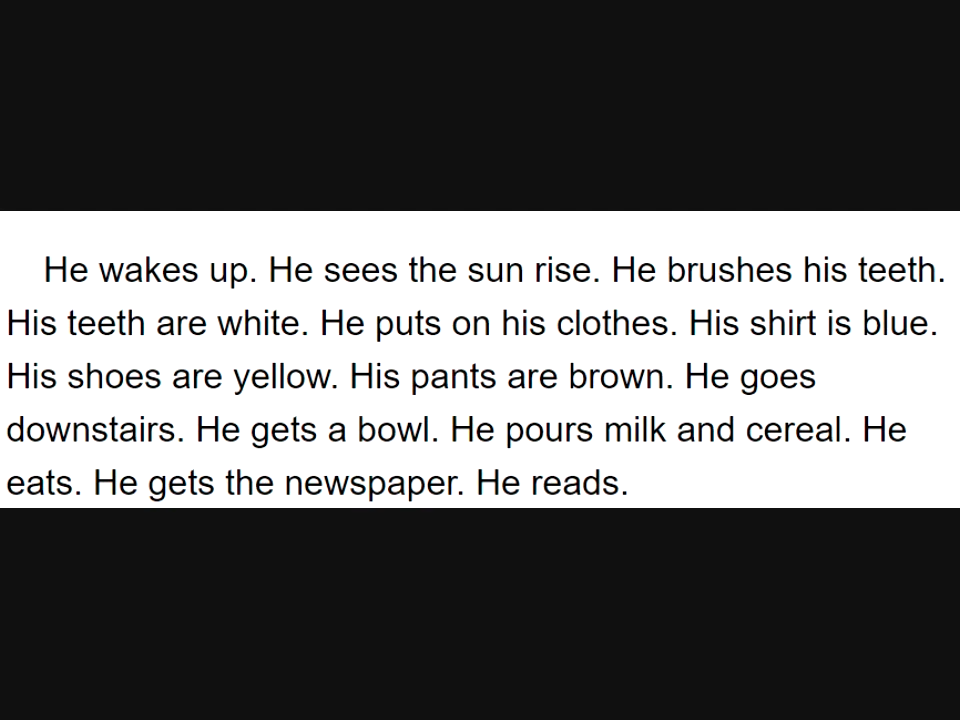 He wakes up. He sees the sun rise. He brushes his teeth.
His teeth are white. He puts on his clothes. His shirt is blue.
His shoes are yellow. His pants are brown. He goes
downstairs. He gets a bowl. He pours milk and cereal. He
eats. He gets the newspaper. He reads.